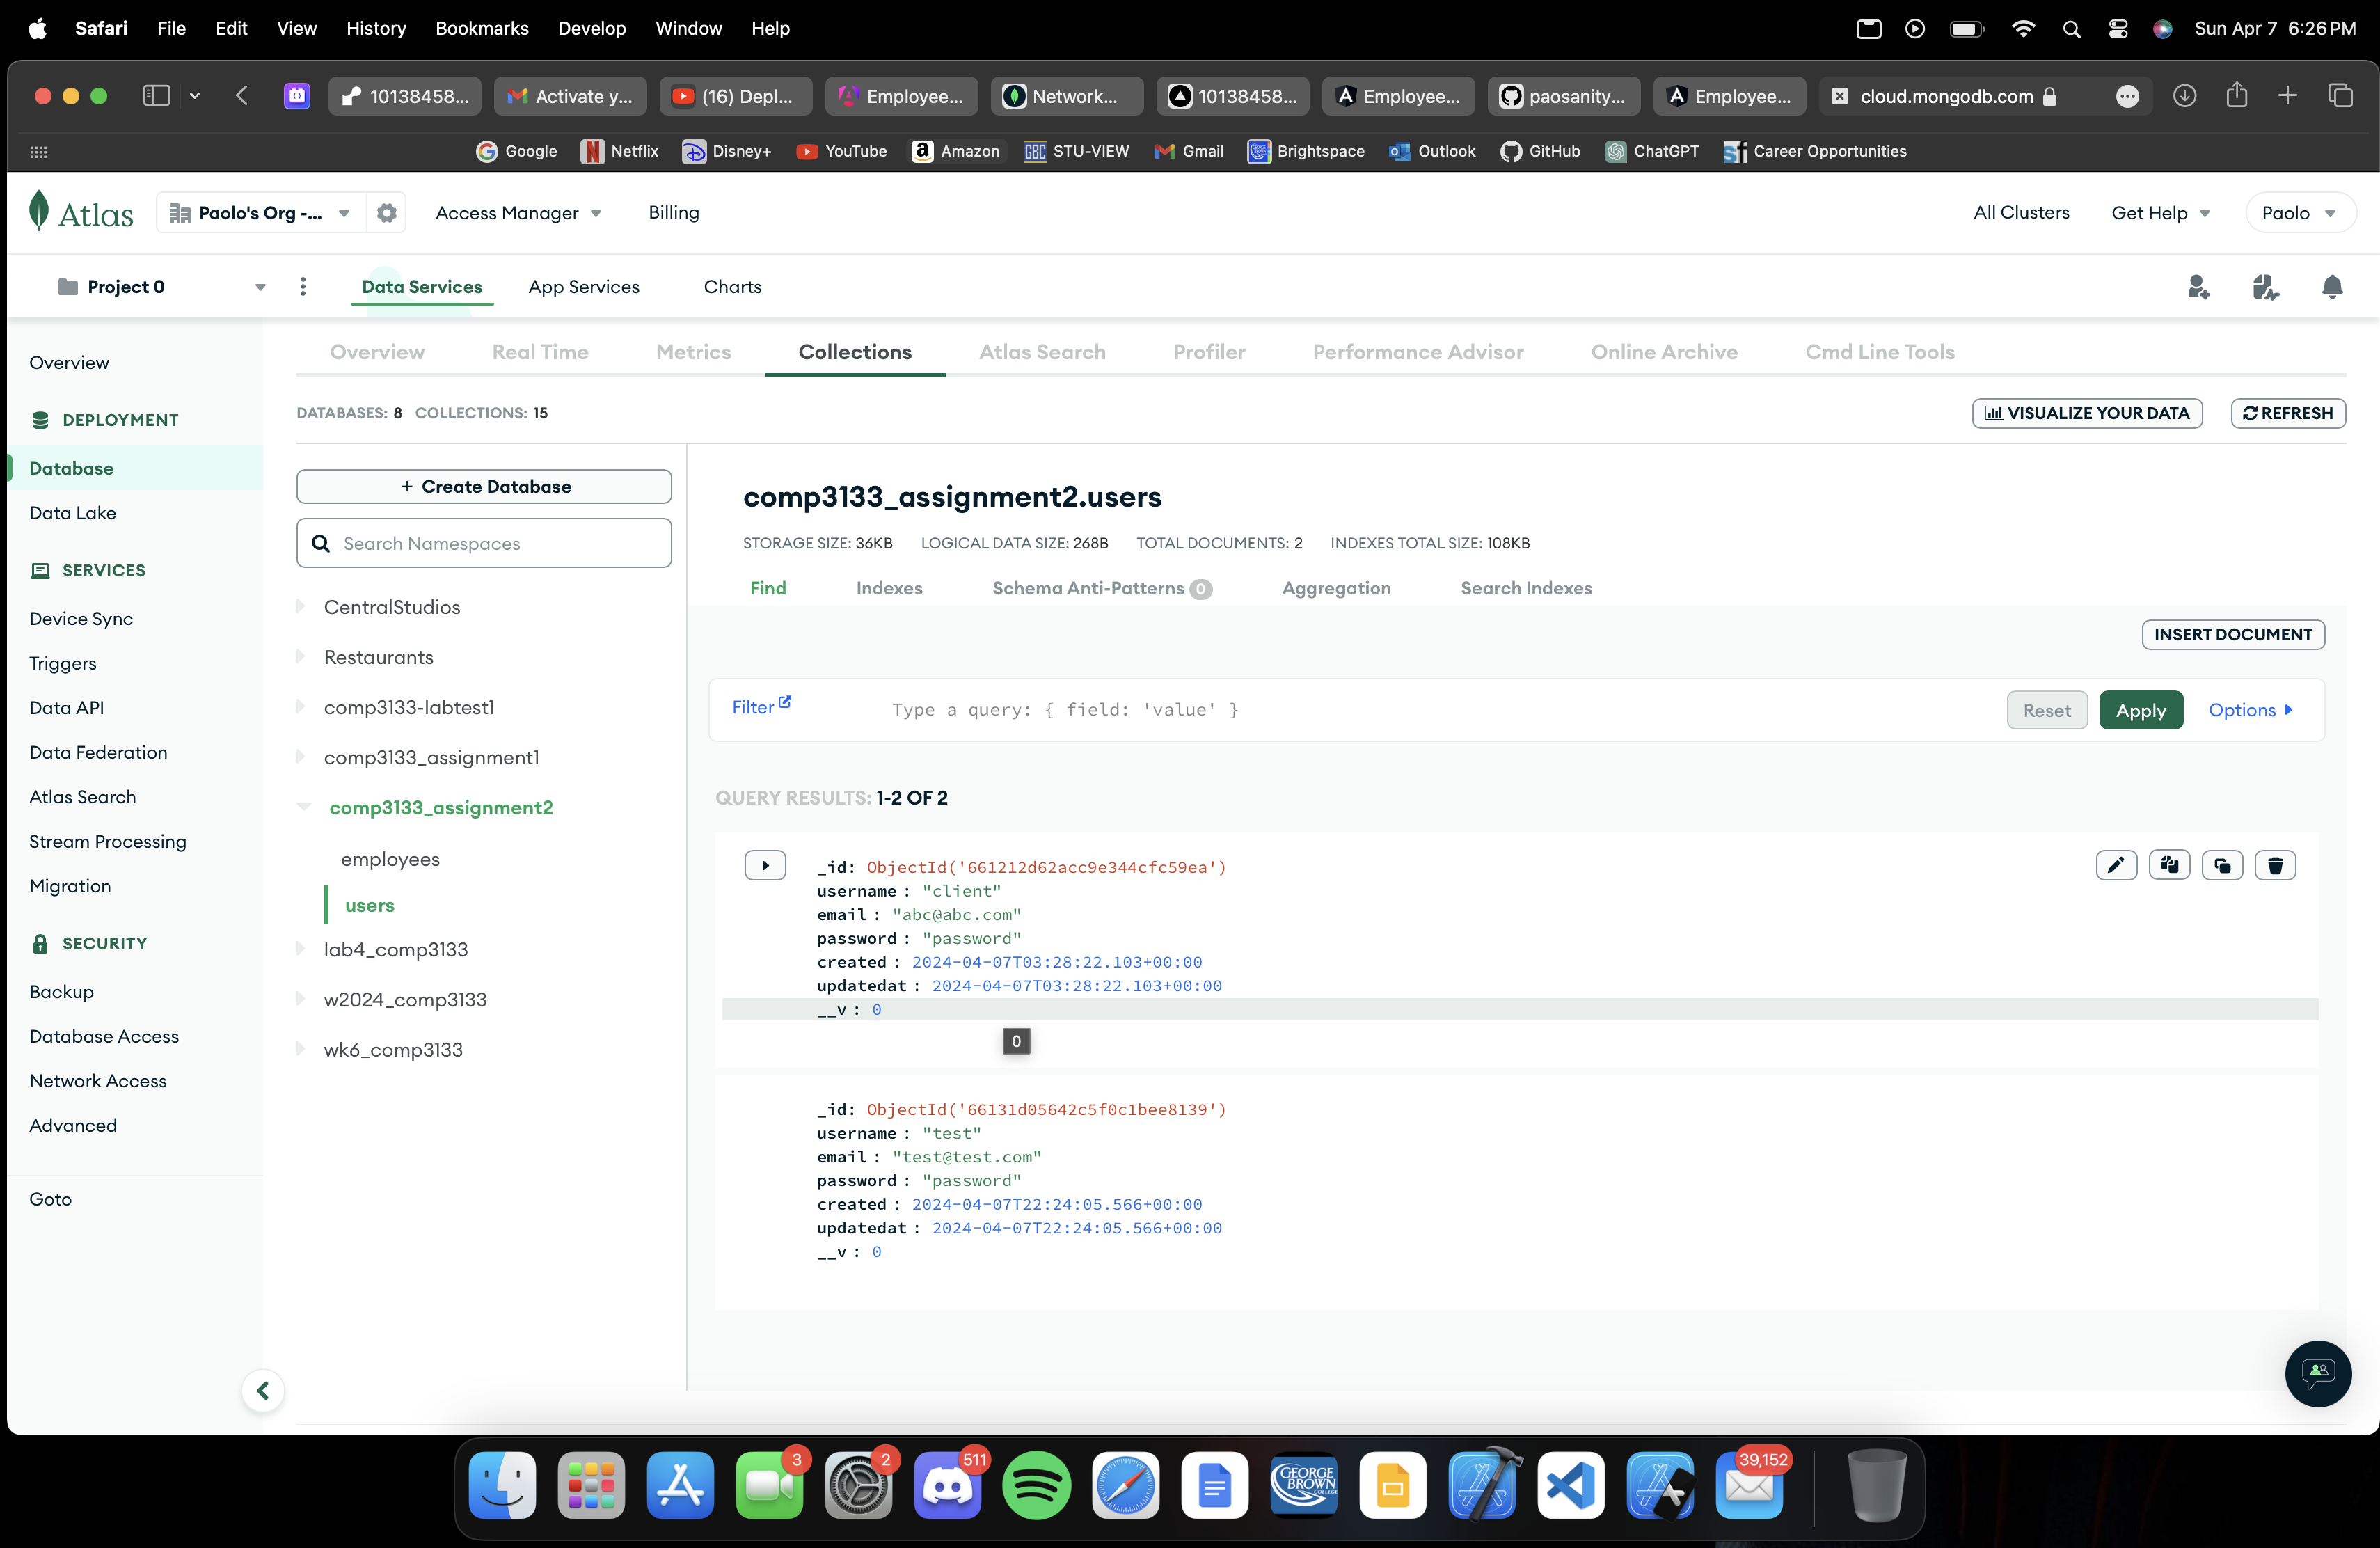 Safari File Edit View History Bookmarks Develop Window Help Sun Apr 7 6:26 PM
10138458... Activate y... (16) Depl... Employee... Network... 10138458... Employee... paosanity... Employee... cloud.mongodb.com
Google Netflix Disney+ YouTube Amazon STU-VIEW Gmail Brightspace Outlook GitHub ChatGPT Career Opportunities
Atlas Paolo's Org -... Access Manager Billing All Clusters Get Help Paolo
Project 0 Data Services App Services Charts
Overview
DEPLOYMENT
Database
Data Lake
SERVICES
Device Sync
Triggers
Data API
Data Federation
Atlas Search
Stream Processing
Migration
SECURITY
Backup
Database Access
Network Access
Advanced
Goto
Overview Real Time Metrics Collections Atlas Search Profiler Performance Advisor Online Archive Cmd Line Tools
DATABASES: 8 COLLECTIONS: 15 VISUALIZE YOUR DATA REFRESH
+ Create Database
Search Namespaces
CentralStudios
Restaurants
comp3133-labtest1
comp3133_assignment1
comp3133_assignment2
employees
users
lab4_comp3133
w2024_comp3133
wk6_comp3133
comp3133_assignment2.users
STORAGE SIZE: 36KB LOGICAL DATA SIZE: 268B TOTAL DOCUMENTS: 2 INDEXES TOTAL SIZE: 108KB
Find Indexes Schema Anti-Patterns 0 Aggregation Search Indexes
INSERT DOCUMENT
Filter Type a query: { field: 'value' } Reset Apply Options
QUERY RESULTS: 1-2 OF 2
_id: ObjectId('661212d62acc9e344cfc59ea')
username : "client"
email : "abc@abc.com"
password : "password"
created : 2024-04-07T03:28:22.103+00:00
updatedat : 2024-04-07T03:28:22.103+00:00
__v : 0
0
_id: ObjectId('66131d05642c5f0c1bee8139')
username : "test"
email : "test@test.com"
password : "password"
created : 2024-04-07T22:24:05.566+00:00
updatedat : 2024-04-07T22:24:05.566+00:00
__v : 0
3 2 511 39,152
GEORGE
BROWN